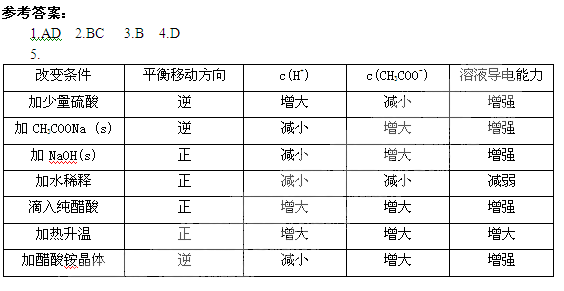 参考答案:
1.AD 2.BC 3.B 4.D
5.
改变条件 平衡移动方向 c(H⁺) c(CH₃COO⁻) 溶液导电能力
加少量硫酸 逆 增大 减小 增强
加 CH₃COONa (s) 逆 减小 增大 增强
加 NaOH(s) 正 减小 增大 增强
加水稀释 正 减小 减小 减弱
滴入纯醋酸 正 增大 增大 增强
加热升温 正 增大 增大 增大
加醋酸铵晶体 逆 减小 增大 增强